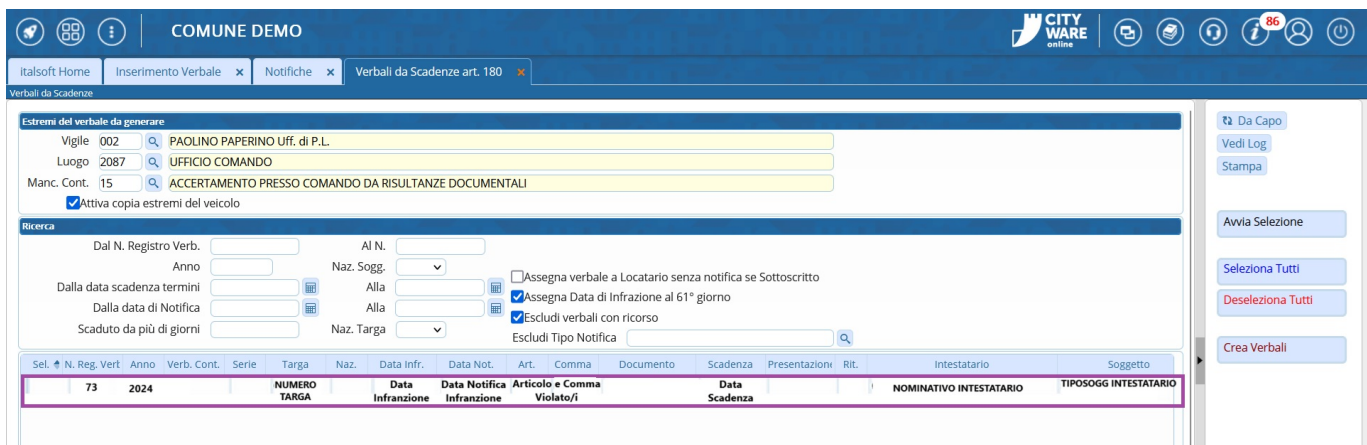 COMUNE DEMO
CITY
WARE
online
86
italsoft Home
Inserimento Verbale x
Notifiche x
Verbali da Scadenze art. 180 x
Verbali da Scadenze
Estremi del verbale da generare
Vigile 002 PAOLINO PAPERINO Uff. di P.L.
Luogo 2087 UFFICIO COMANDO
Manc. Cont. 15 ACCERTAMENTO PRESSO COMANDO DA RISULTANZE DOCUMENTALI
Attiva copia estremi del veicolo
Ricerca
Dal N. Registro Verb. Al N.
Anno Naz. Sogg.
Assegna verbale a Locatario senza notifica se Sottoscritto
Dalla data scadenza termini Alla
Assegna Data di Infrazione al 61° giorno
Dalla data di Notifica Alla
Escludi verbali con ricorso
Scaduto da più di giorni Naz. Targa
Escludi Tipo Notifica
Sel. N. Reg. Vert Anno Verb. Cont. Serie Targa Naz. Data Infr. Data Not. Art. Comma Documento Scadenza Presentazione Rit. Intestatario Soggetto
73 2024 NUMERO TARGA Data Infranzione Data Notifica Infranzione Articolo e Comma Violato/i Data Scadenza NOMINATIVO INTESTATARIO TIPOSOGG INTESTATARIO
Da Capo
Vedi Log
Stampa
Avvia Selezione
Seleziona Tutti
Deseleziona Tutti
Crea Verbali